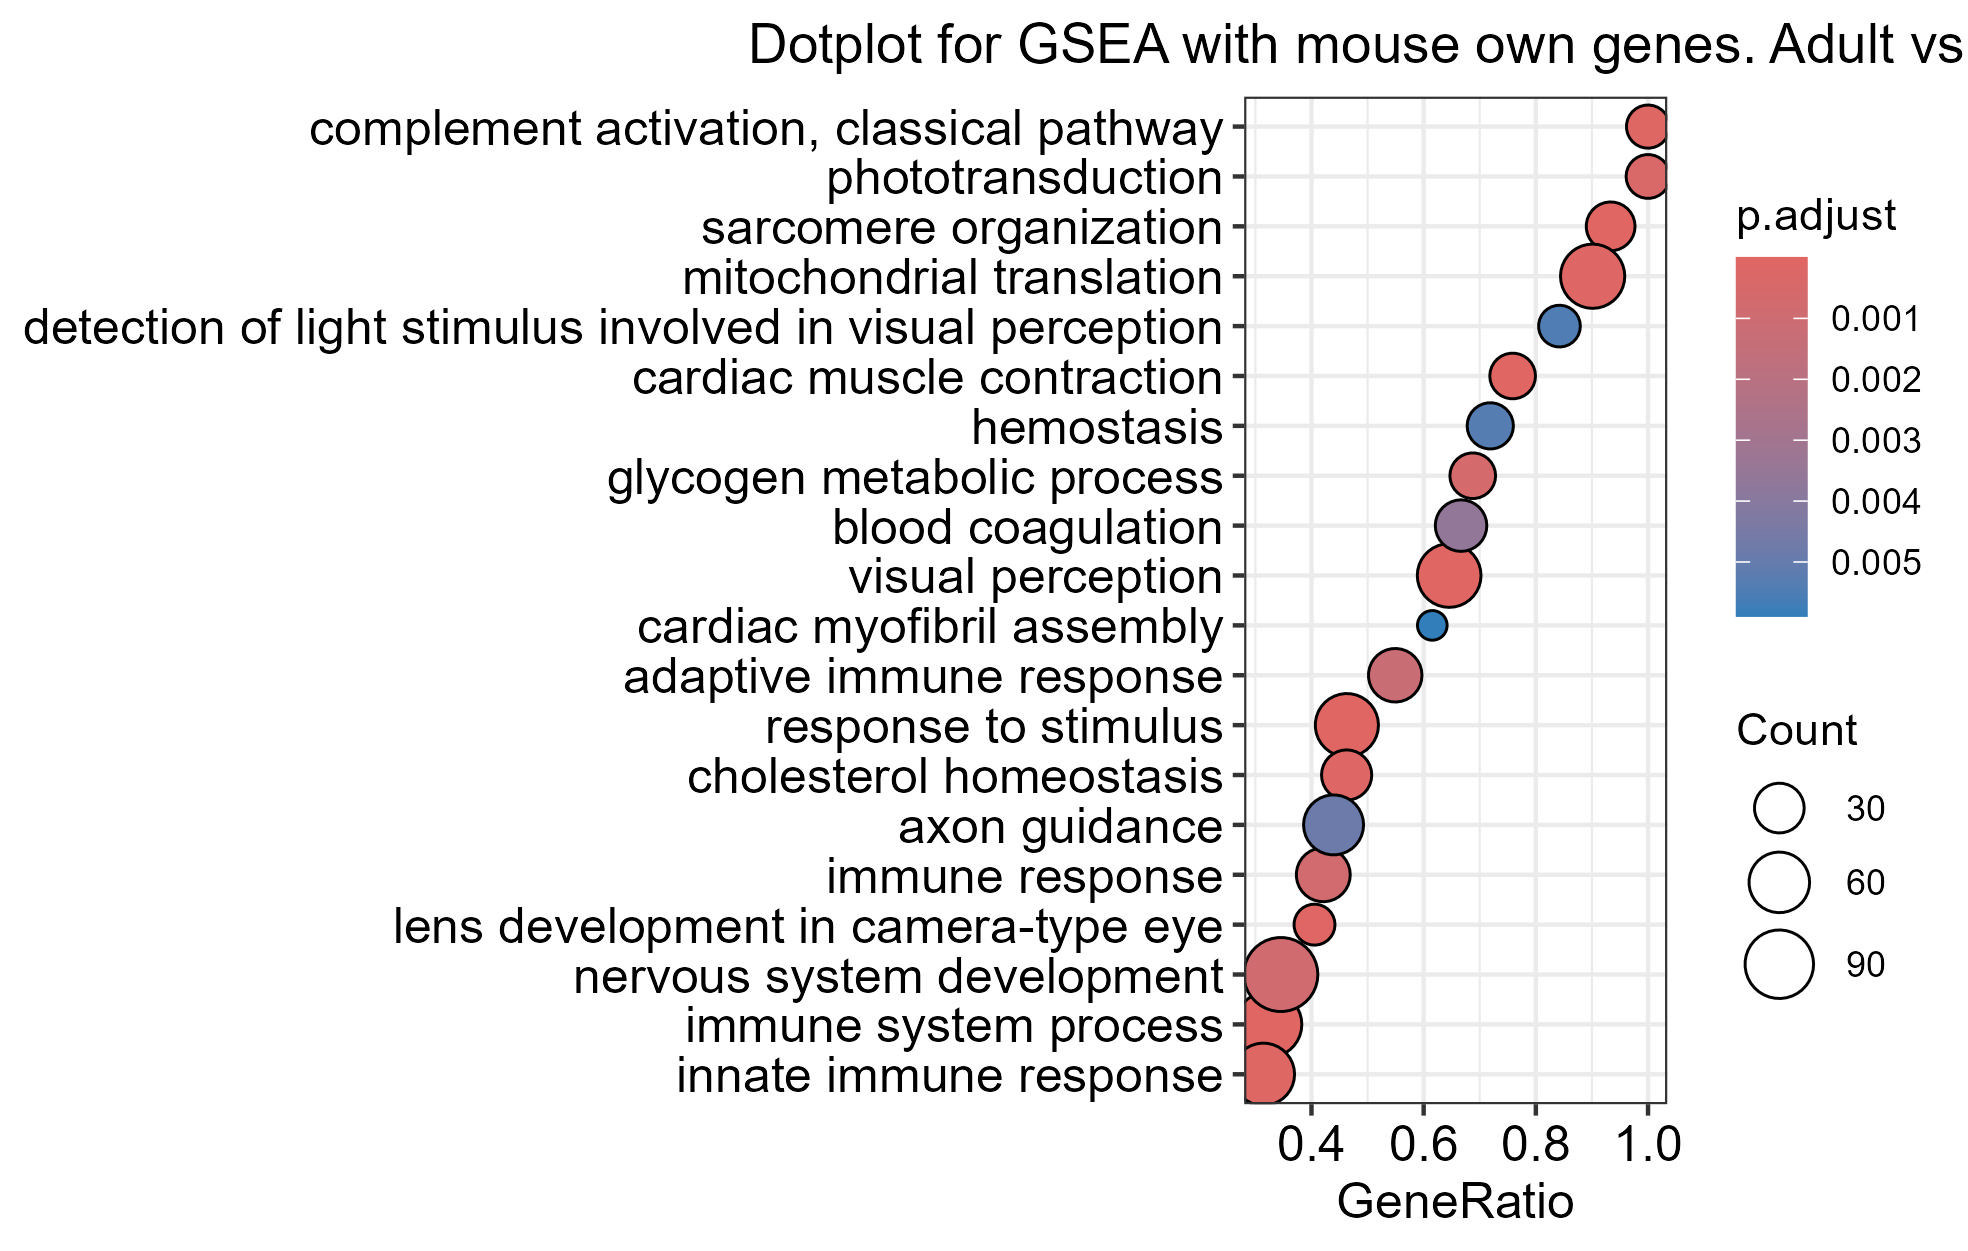 Dotplot for GSEA with mouse own genes. Adult vs
complement activation, classical pathway
phototransduction
sarcomere organization
mitochondrial translation
detection of light stimulus involved in visual perception
cardiac muscle contraction
hemostasis
glycogen metabolic process
blood coagulation
visual perception
cardiac myofibril assembly
adaptive immune response
response to stimulus
cholesterol homeostasis
axon guidance
immune response
lens development in camera-type eye
nervous system development
immune system process
innate immune response
0.4 0.6 0.8 1.0
GeneRatio
p.adjust
0.001
0.002
0.003
0.004
0.005
Count
30
60
90